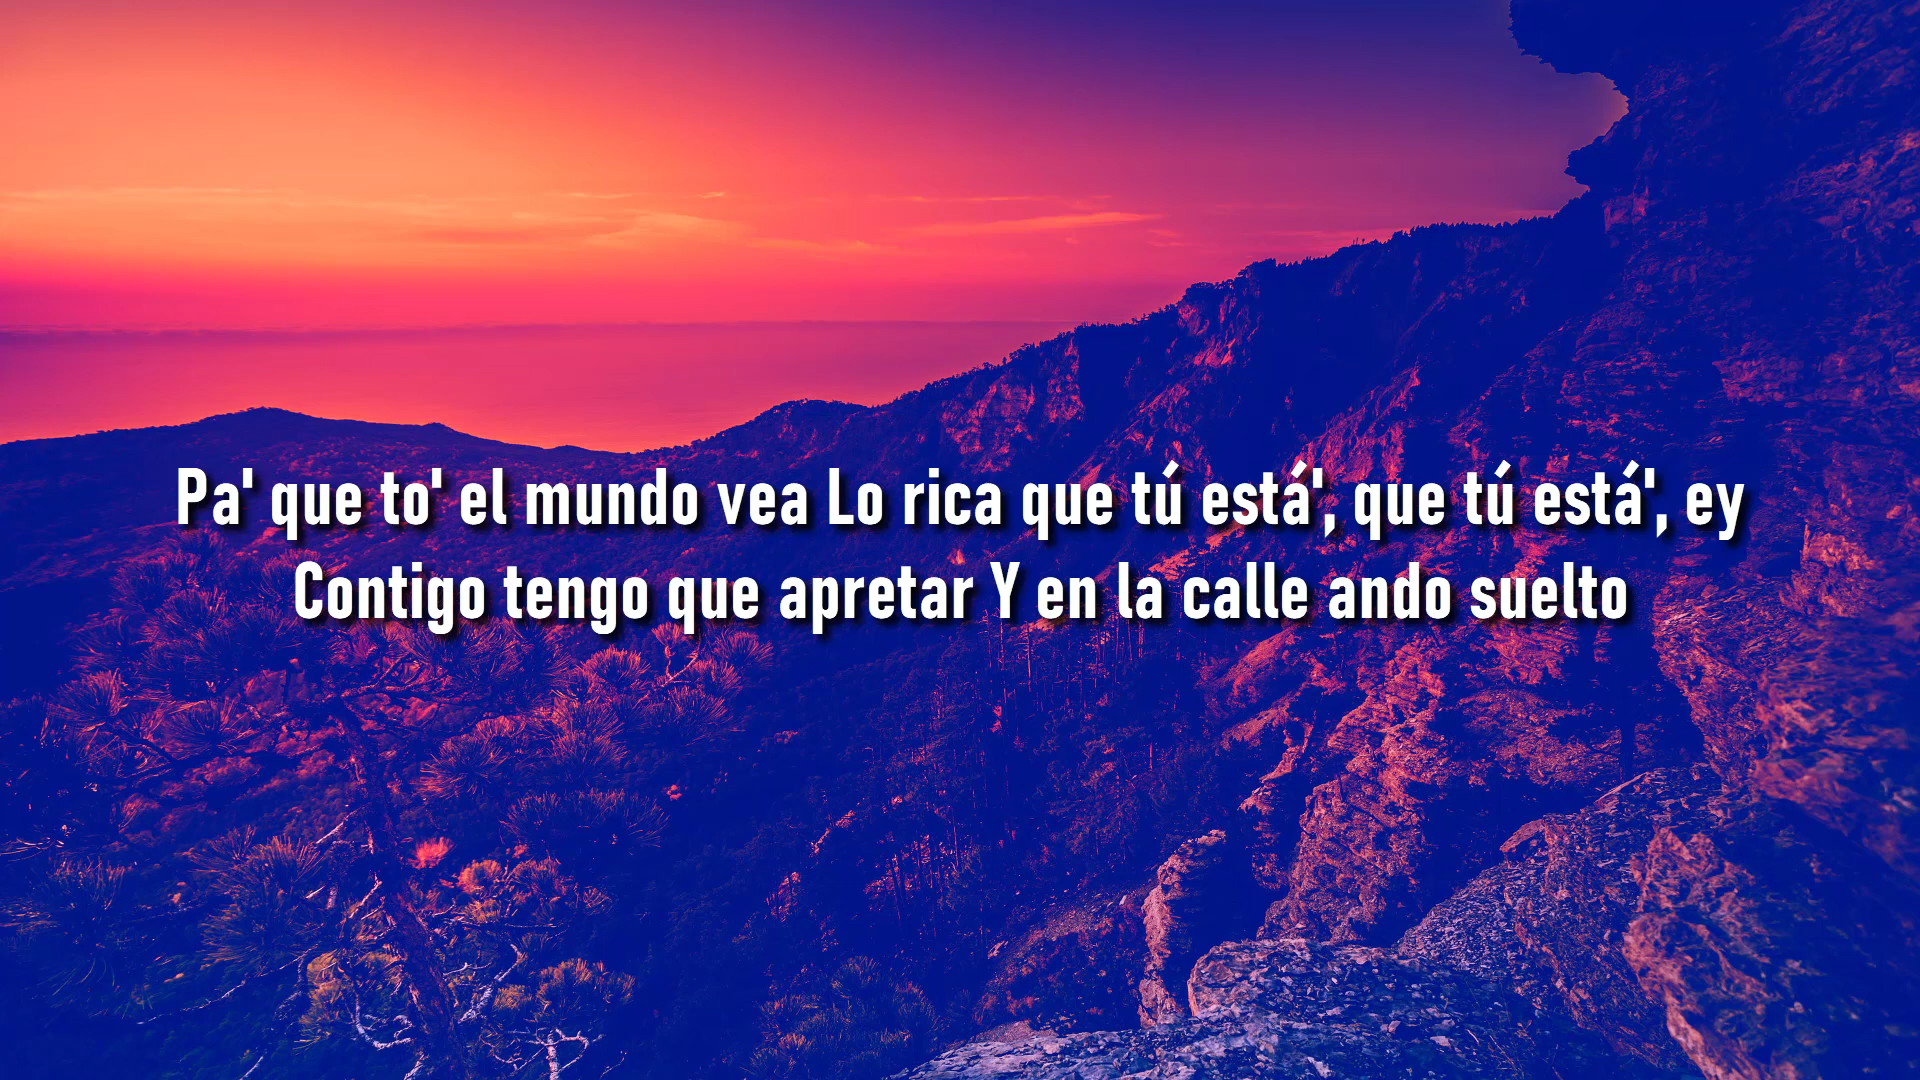 Pa' que to' el mundo vea Lo rica que tú está', que tú está', ey
Contigo tengo que apretar Y en la calle ando suelto